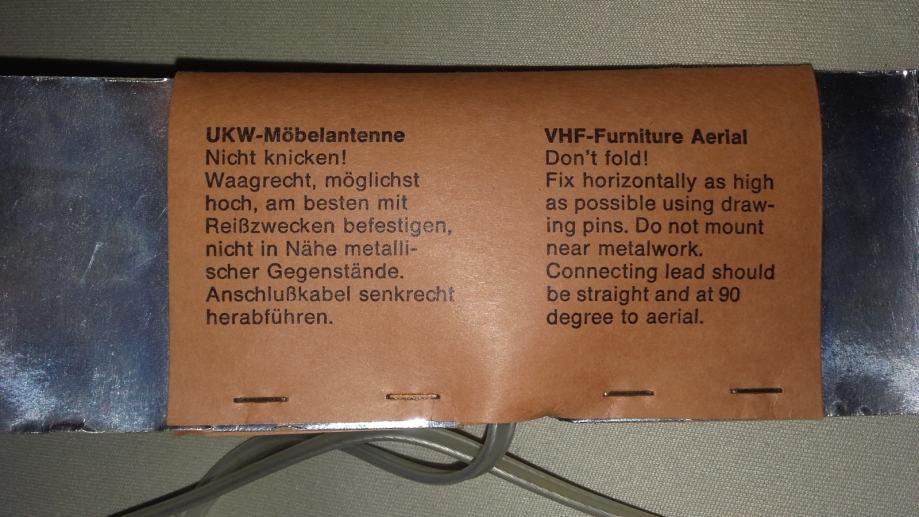 UKW-Möbelantenne
Nicht knicken!
Waagrecht, möglichst
hoch, am besten mit
Reißzwecken befestigen,
nicht in Nähe metalli-
scher Gegenstände.
Anschlußkabel senkrecht
herabführen.
VHF-Furniture Aerial
Don't fold!
Fix horizontally as high
as possible using draw-
ing pins. Do not mount
near metalwork.
Connecting lead should
be straight and at 90
degree to aerial.